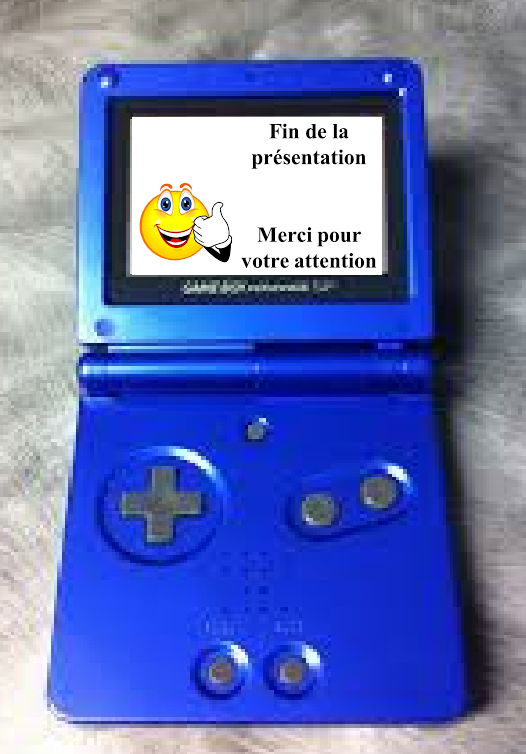 Fin de la
présentation
Merci pour
votre attention
GAME BOY ADVANCE SP